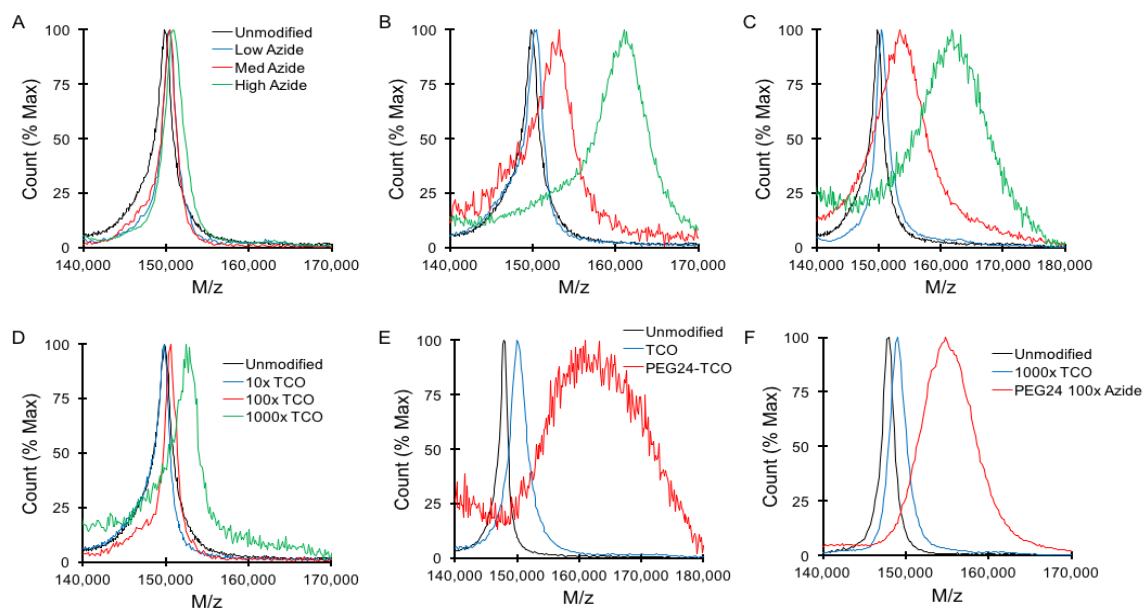 A
Count (% Max)
100
75
50
25
0
140,000 150,000 160,000 170,000
M/z
Unmodified
Low Azide
Med Azide
High Azide
B
Count (% Max)
100
75
50
25
0
140,000 150,000 160,000 170,000
M/z
C
Count (% Max)
100
75
50
25
0
140,000 150,000 160,000 170,000 180,000
M/z
D
Count (% Max)
100
75
50
25
0
140,000 150,000 160,000 170,000
M/z
Unmodified
10x TCO
100x TCO
1000x TCO
E
Count (% Max)
100
75
50
25
0
140,000 150,000 160,000 170,000 180,000
M/z
Unmodified
TCO
PEG24-TCO
F
Count (% Max)
100
75
50
25
0
140,000 150,000 160,000 170,000
M/z
Unmodified
1000x TCO
PEG24 100x Azide